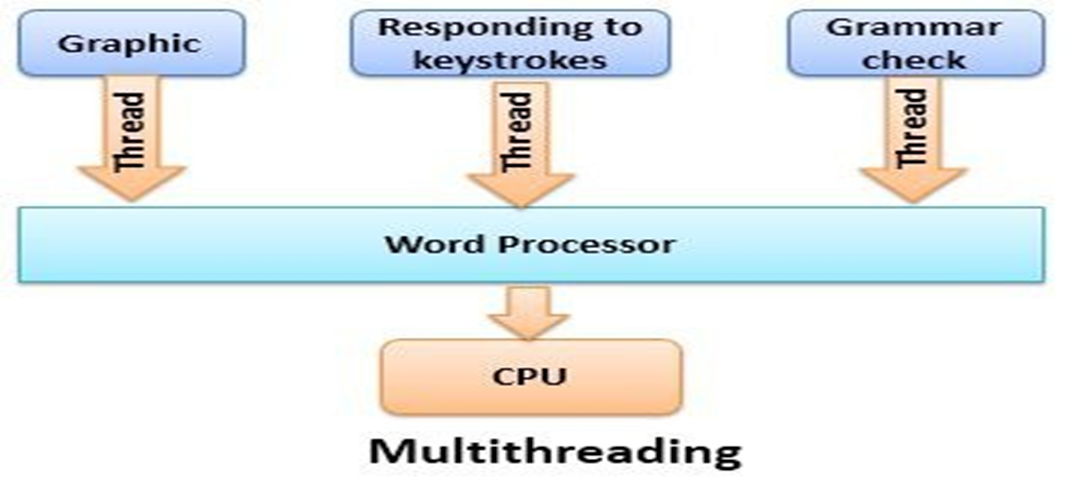 Graphic
Responding to
keystrokes
Grammar
check
Thread
Thread
Thread
Word Processor
CPU
Multithreading